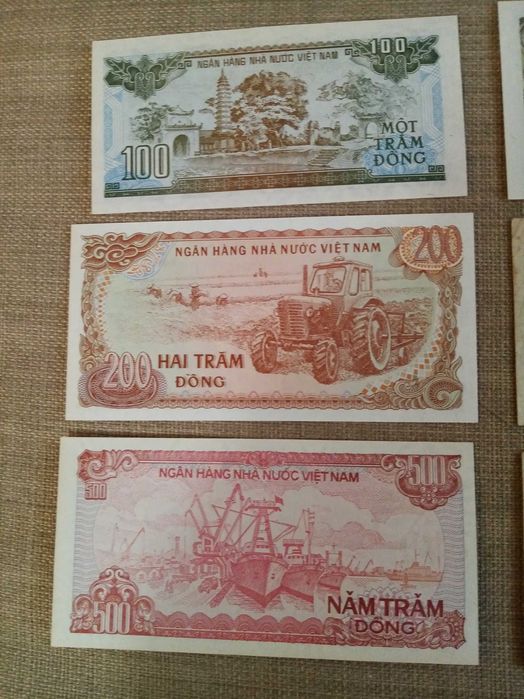 100
NGÂN HÀNG NHÀ NƯỚC VIỆT NAM
100
MỘT
TRĂM
ĐỒNG
NGÂN HÀNG NHÀ NƯỚC VIỆT NAM
200
200
HAI TRĂM
ĐỒNG
NGÂN HÀNG NHÀ NƯỚC VIỆT NAM
500
500
500
NĂM TRĂM
ĐỒNG